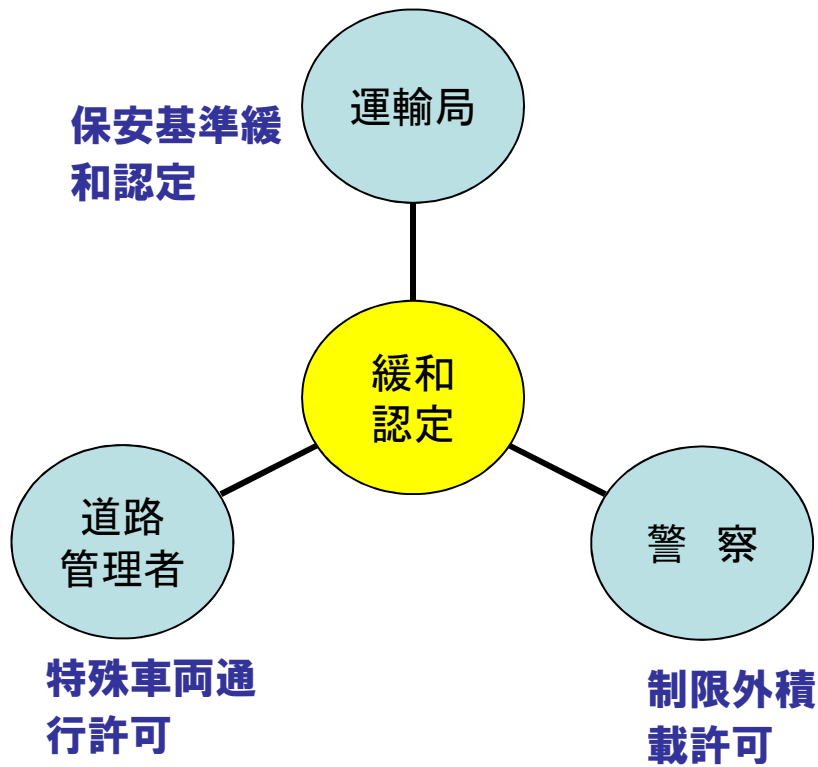 運輸局
保安基準緩
和認定
緩和
認定
道路
管理者
警 察
特殊車両通
行許可
制限外積
載許可